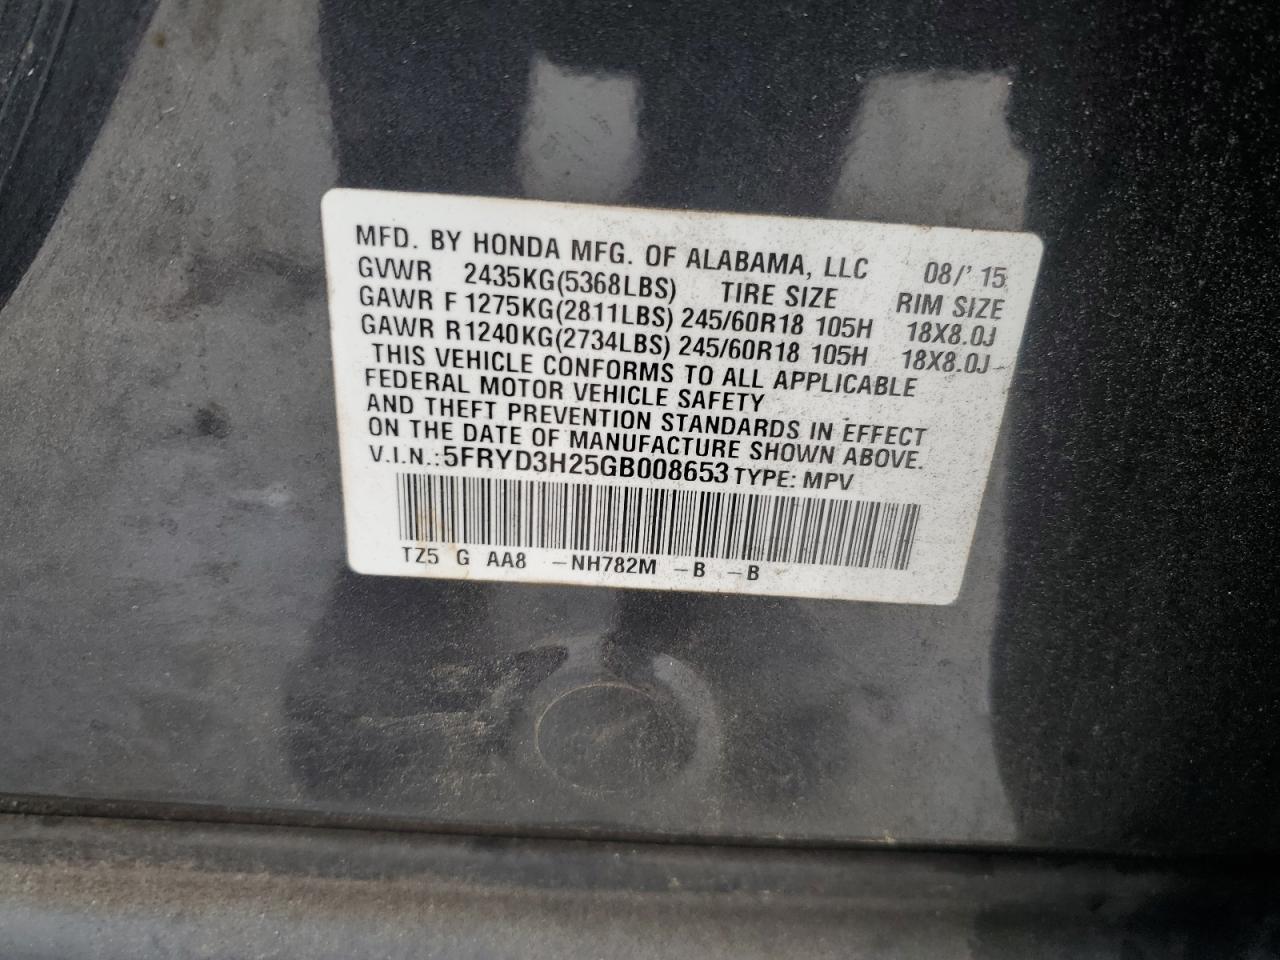 MFD. BY HONDA MFG. OF ALABAMA, LLC 08/'15
GVWR 2435KG(5368LBS) TIRE SIZE RIM SIZE
GAWR F 1275KG(2811LBS) 245/60R18 105H 18X8.0J
GAWR R1240KG(2734LBS) 245/60R18 105H 18X8.0J
THIS VEHICLE CONFORMS TO ALL APPLICABLE
FEDERAL MOTOR VEHICLE SAFETY
AND THEFT PREVENTION STANDARDS IN EFFECT
ON THE DATE OF MANUFACTURE SHOWN ABOVE.
V.I.N.:5FRYD3H25GB008653 TYPE: MPV
TZ5 G AA8 -NH782M -B -B